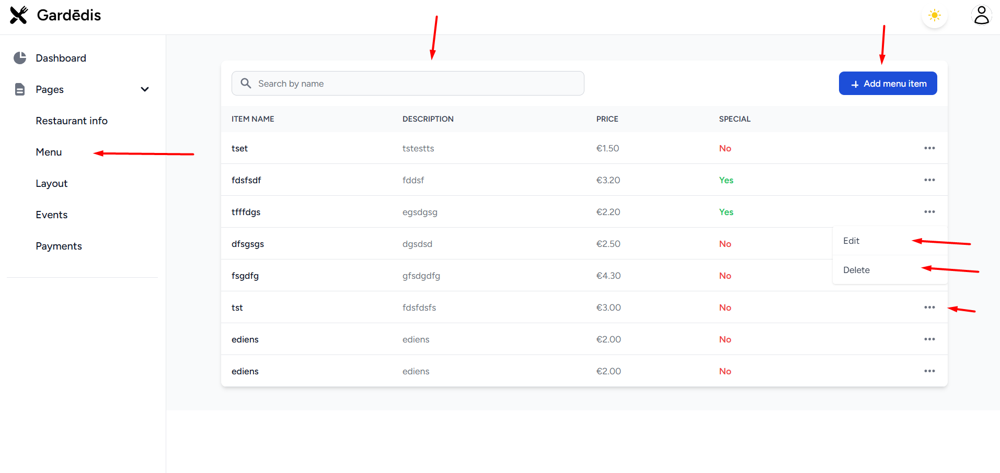 Gardēdis
Dashboard
Pages
Restaurant info
Menu
Layout
Events
Payments
Search by name
+ Add menu item
ITEM NAME DESCRIPTION PRICE SPECIAL
tset tstestts €1.50 No
fdsfsdf fddsf €3.20 Yes
tfffdgs egsdgsg €2.20 Yes
dfsgsgs dgsdsd €2.50 No
Edit
Delete
fsgdfg gfsdgdfg €4.30 No
tst fdsfdsfs €3.00 No
ediens ediens €2.00 No
ediens ediens €2.00 No